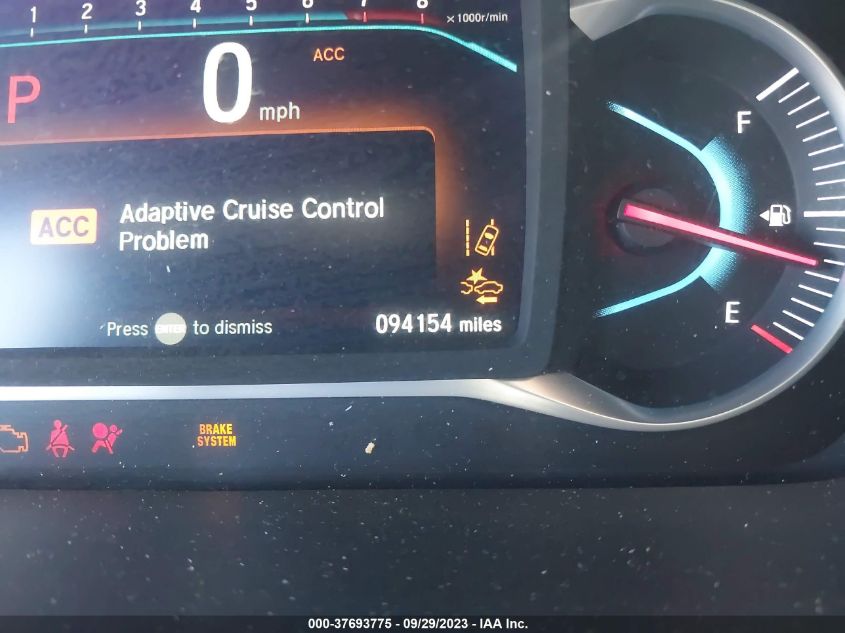 1 2 3 4 5 6 7 8 ×1000r/min
ACC
P 0 mph
F
ACC Adaptive Cruise Control
Problem
E
Press ENTER to dismiss
094154 miles
BRAKE
SYSTEM
000-37693775 - 09/29/2023 - IAA Inc.